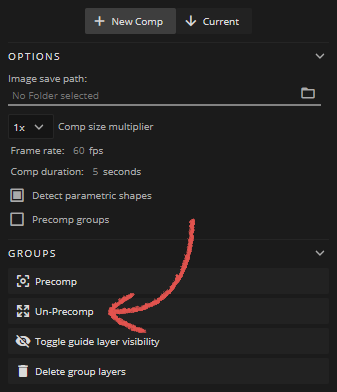 New Comp Current
OPTIONS
Image save path:
No Folder selected
1x Comp size multiplier
Frame rate: 60 fps
Comp duration: 5 seconds
Detect parametric shapes
Precomp groups
GROUPS
Precomp
Un-Precomp
Toggle guide layer visibility
Delete group layers